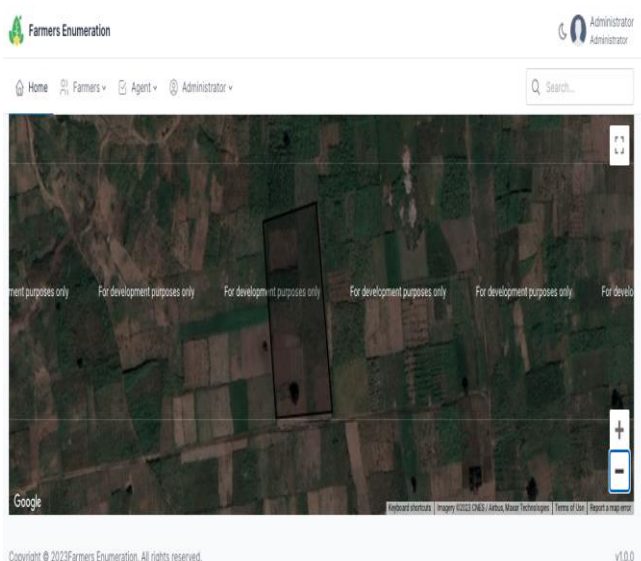 Farmers Enumeration
Administrator
Administrator
Home Farmers Agent Administrator
Search...
ment purposes only For development purposes only For development purposes only For development purposes only For development purposes only For develo
Google
Keyboard shortcuts Imagery ©2023 CNES / Airbus, Maxar Technologies Terms of Use Report a map error
Copyright © 2023Farmers Enumeration. All rights reserved. v1.0.0